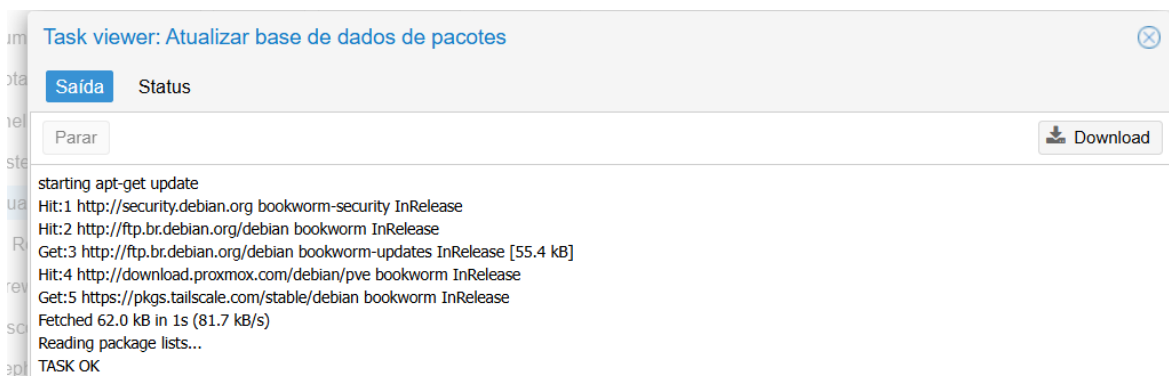 Task viewer: Atualizar base de dados de pacotes
Saída Status
Parar Download
starting apt-get update
Hit:1 http://security.debian.org bookworm-security InRelease
Hit:2 http://ftp.br.debian.org/debian bookworm InRelease
Get:3 http://ftp.br.debian.org/debian bookworm-updates InRelease [55.4 kB]
Hit:4 http://download.proxmox.com/debian/pve bookworm InRelease
Get:5 https://pkgs.tailscale.com/stable/debian bookworm InRelease
Fetched 62.0 kB in 1s (81.7 kB/s)
Reading package lists...
TASK OK